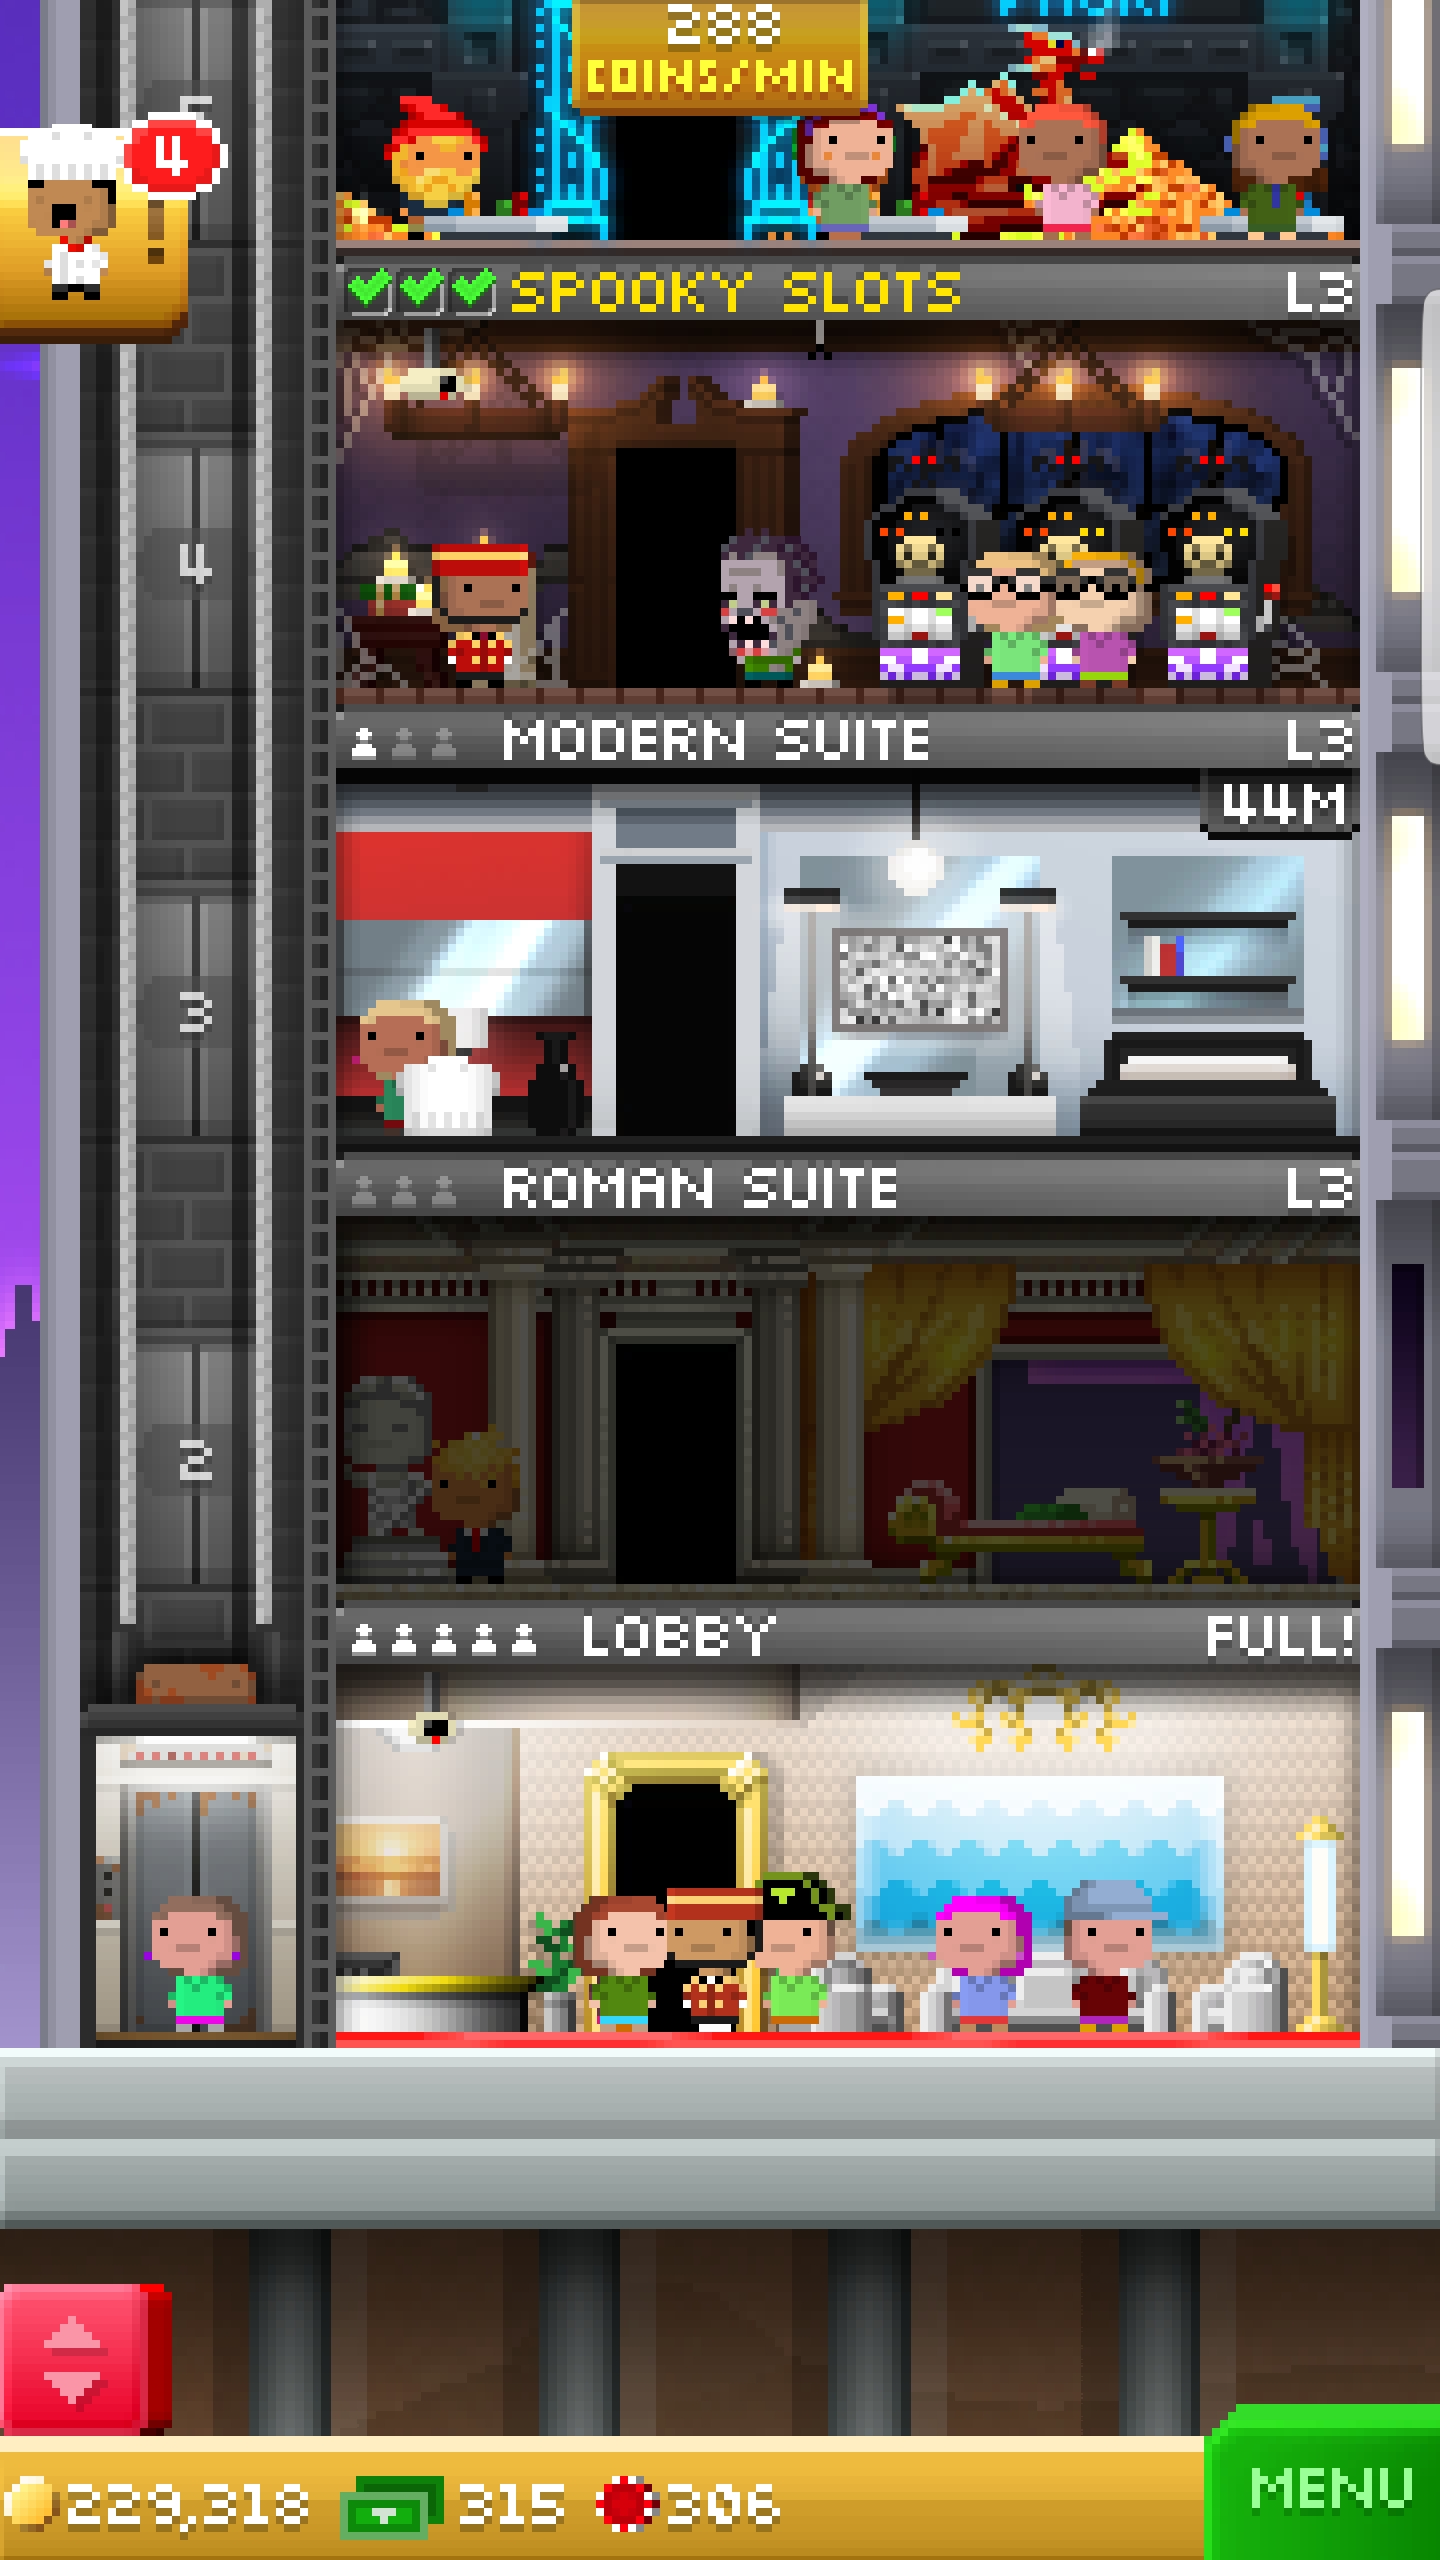 288
COINS/MIN
4
SPOOKY SLOTS L3
4
MODERN SUITE L3
44M
3
ROMAN SUITE L3
2
LOBBY FULL!
229,318 315 306
MENU